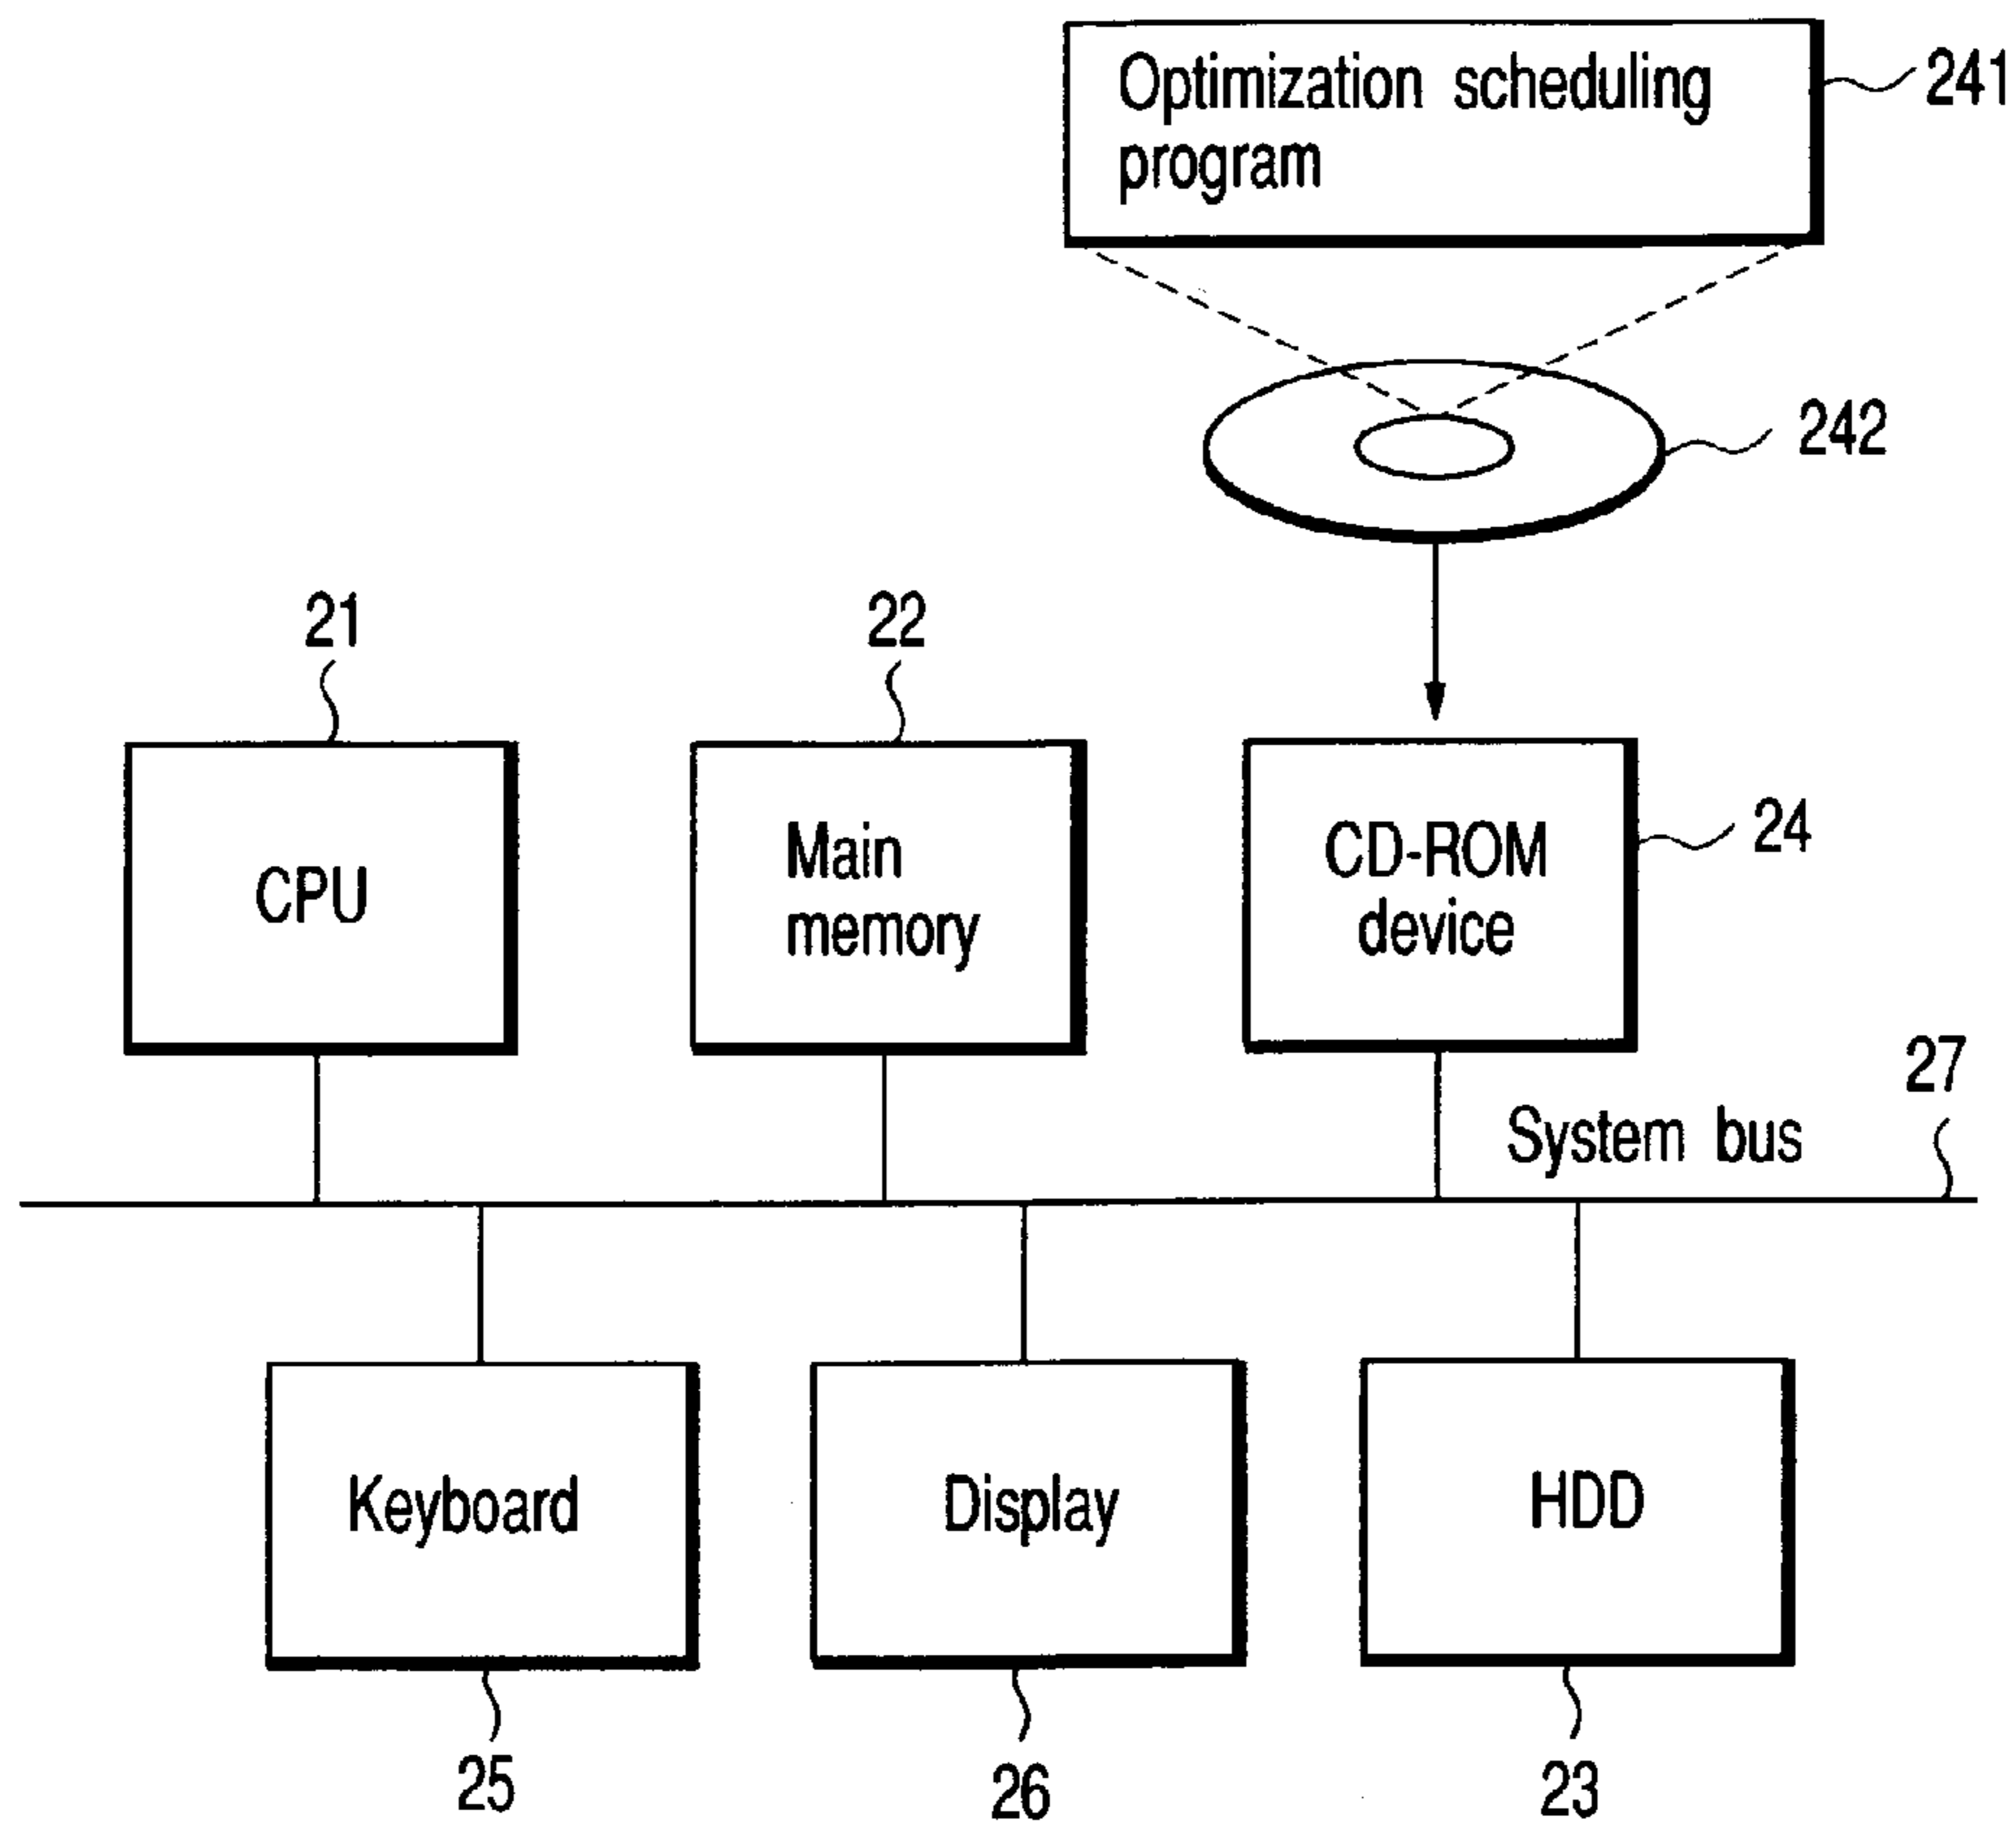 Optimization scheduling
program
241
242
21
22
CPU
Main
memory
CD-ROM
device
24
27
System bus
Keyboard
Display
HDD
25
26
23